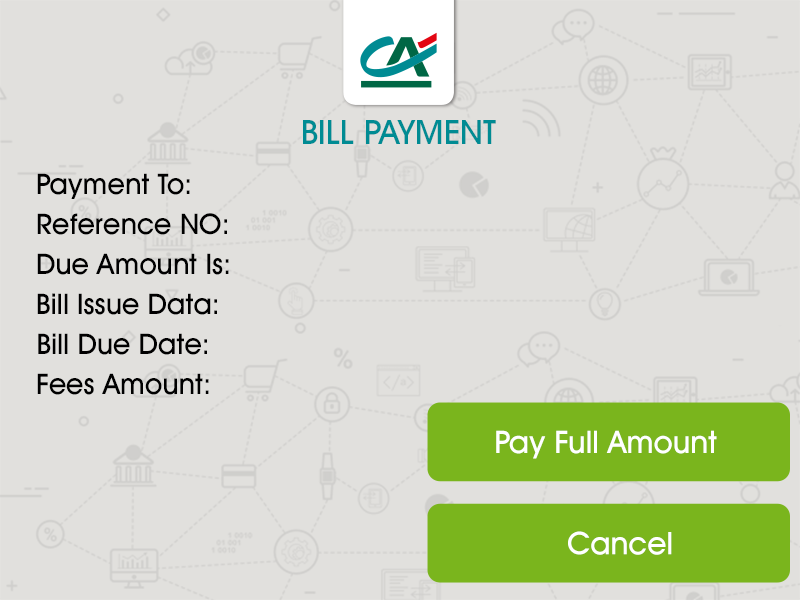 CA
BILL PAYMENT
Payment To:
Reference NO:
Due Amount Is:
Bill Issue Data:
Bill Due Date:
Fees Amount:
Pay Full Amount
Cancel